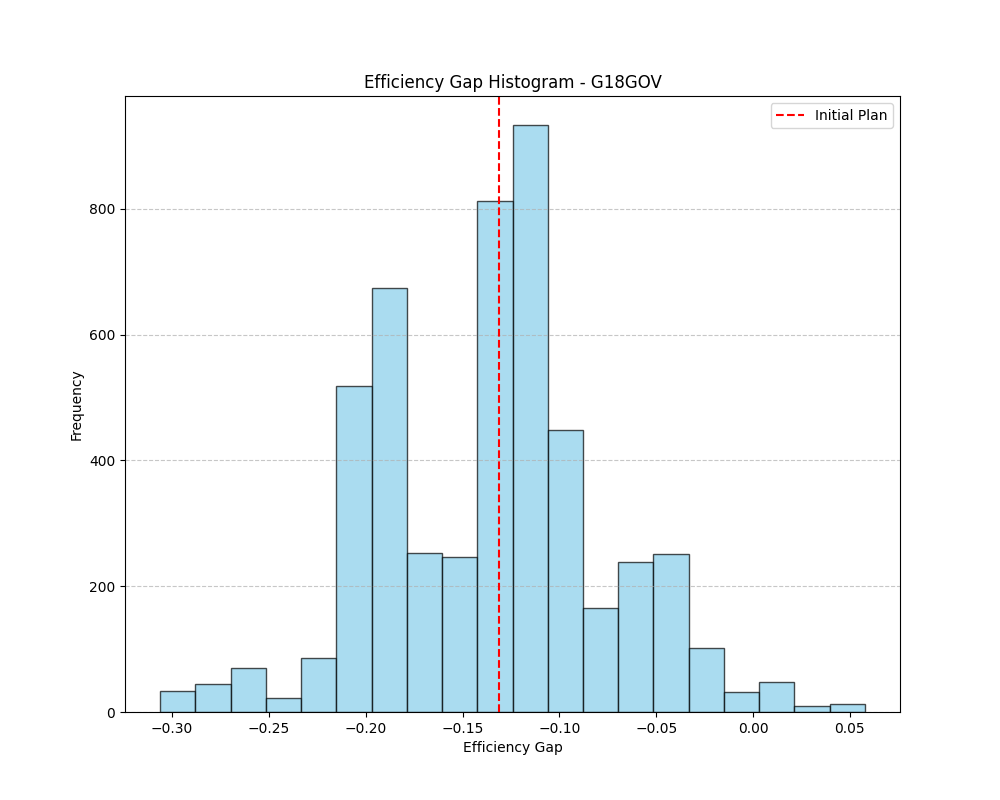 Efficiency Gap Histogram - G18GOV
Initial Plan
800
600
400
200
0
Frequency
−0.30 −0.25 −0.20 −0.15 −0.10 −0.05 0.00 0.05
Efficiency Gap